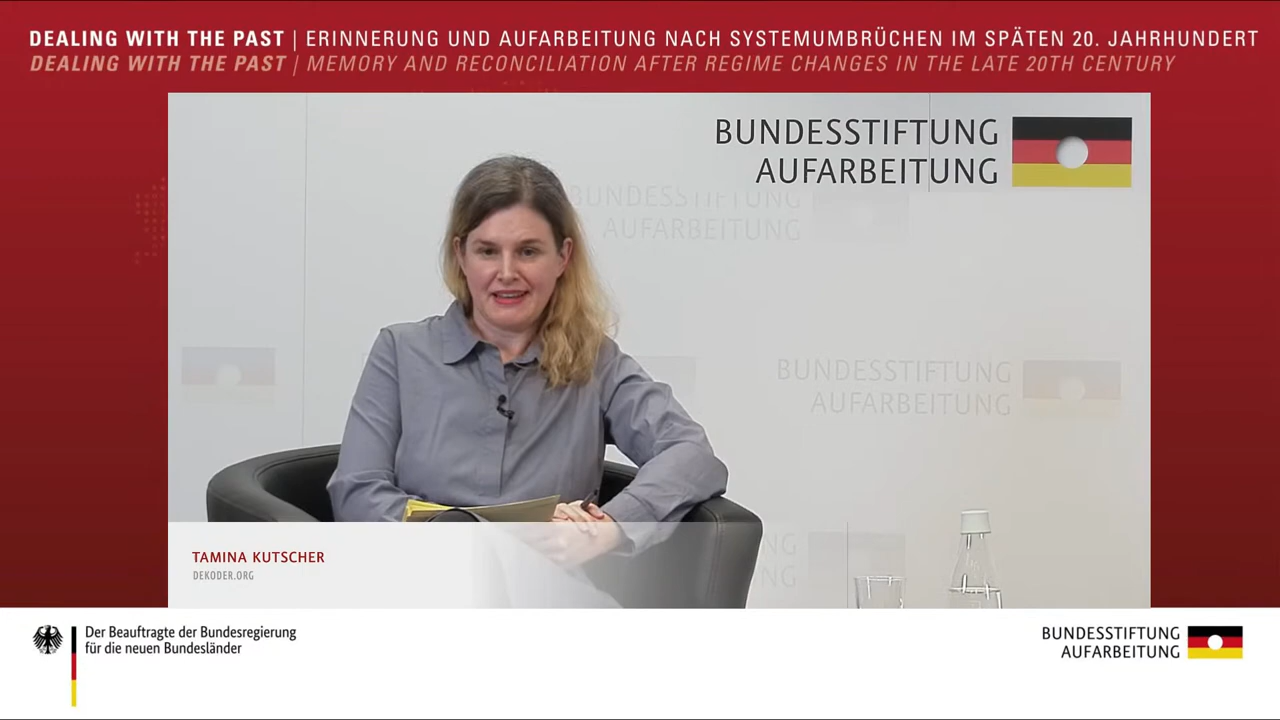 DEALING WITH THE PAST | ERINNERUNG UND AUFARBEITUNG NACH SYSTEMUMBRÜCHEN IM SPÄTEN 20. JAHRHUNDERT
DEALING WITH THE PAST | MEMORY AND RECONCILIATION AFTER REGIME CHANGES IN THE LATE 20TH CENTURY
BUNDESSTIFTUNG
AUFARBEITUNG
BUNDESSTIFTUNG
AUFARBEITUNG
BUNDESSTIFTUNG
AUFARBEITUNG
NG
NG
TAMINA KUTSCHER
DEKODER.ORG
Der Beauftragte der Bundesregierung
für die neuen Bundesländer
BUNDESSTIFTUNG
AUFARBEITUNG